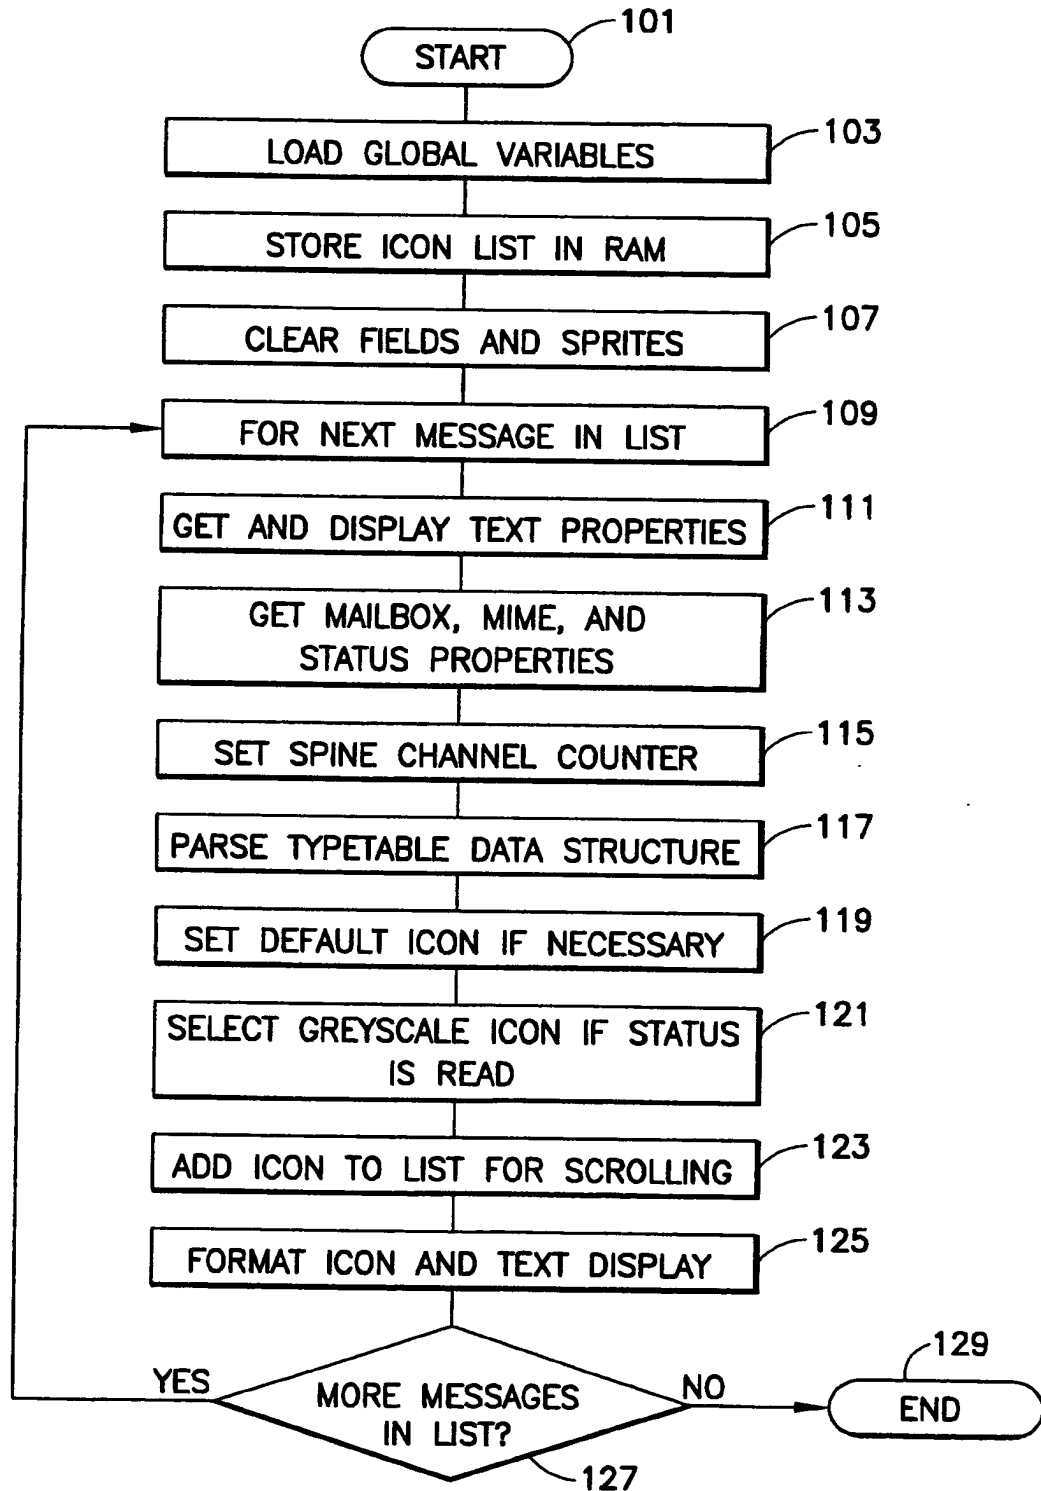 101
START
103
LOAD GLOBAL VARIABLES
105
STORE ICON LIST IN RAM
107
CLEAR FIELDS AND SPRITES
109
FOR NEXT MESSAGE IN LIST
111
GET AND DISPLAY TEXT PROPERTIES
113
GET MAILBOX, MIME, AND
STATUS PROPERTIES
115
SET SPINE CHANNEL COUNTER
117
PARSE TYPETABLE DATA STRUCTURE
119
SET DEFAULT ICON IF NECESSARY
121
SELECT GREYSCALE ICON IF STATUS
IS READ
123
ADD ICON TO LIST FOR SCROLLING
125
FORMAT ICON AND TEXT DISPLAY
129
YES
NO
MORE MESSAGES
IN LIST?
END
127